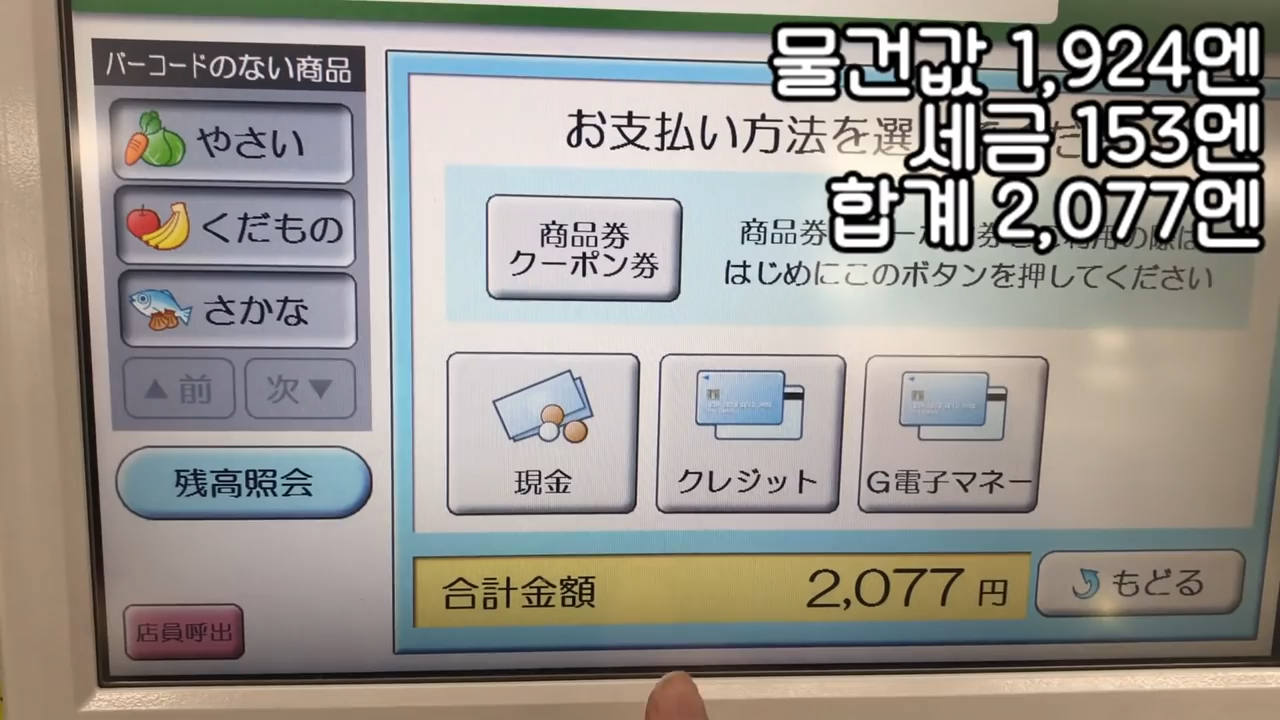 バーコードのない商品
やさい
くだもの
さかな
▲前
次▼
残高照会
店員呼出
물건값 1,924엔
세금 153엔
합계 2,077엔
お支払い方法を選
商品券
クーポン券
商品券
はじめにこのボタンを押してください
現金
クレジット
G電子マネー
合計金額 2,077円
もどる